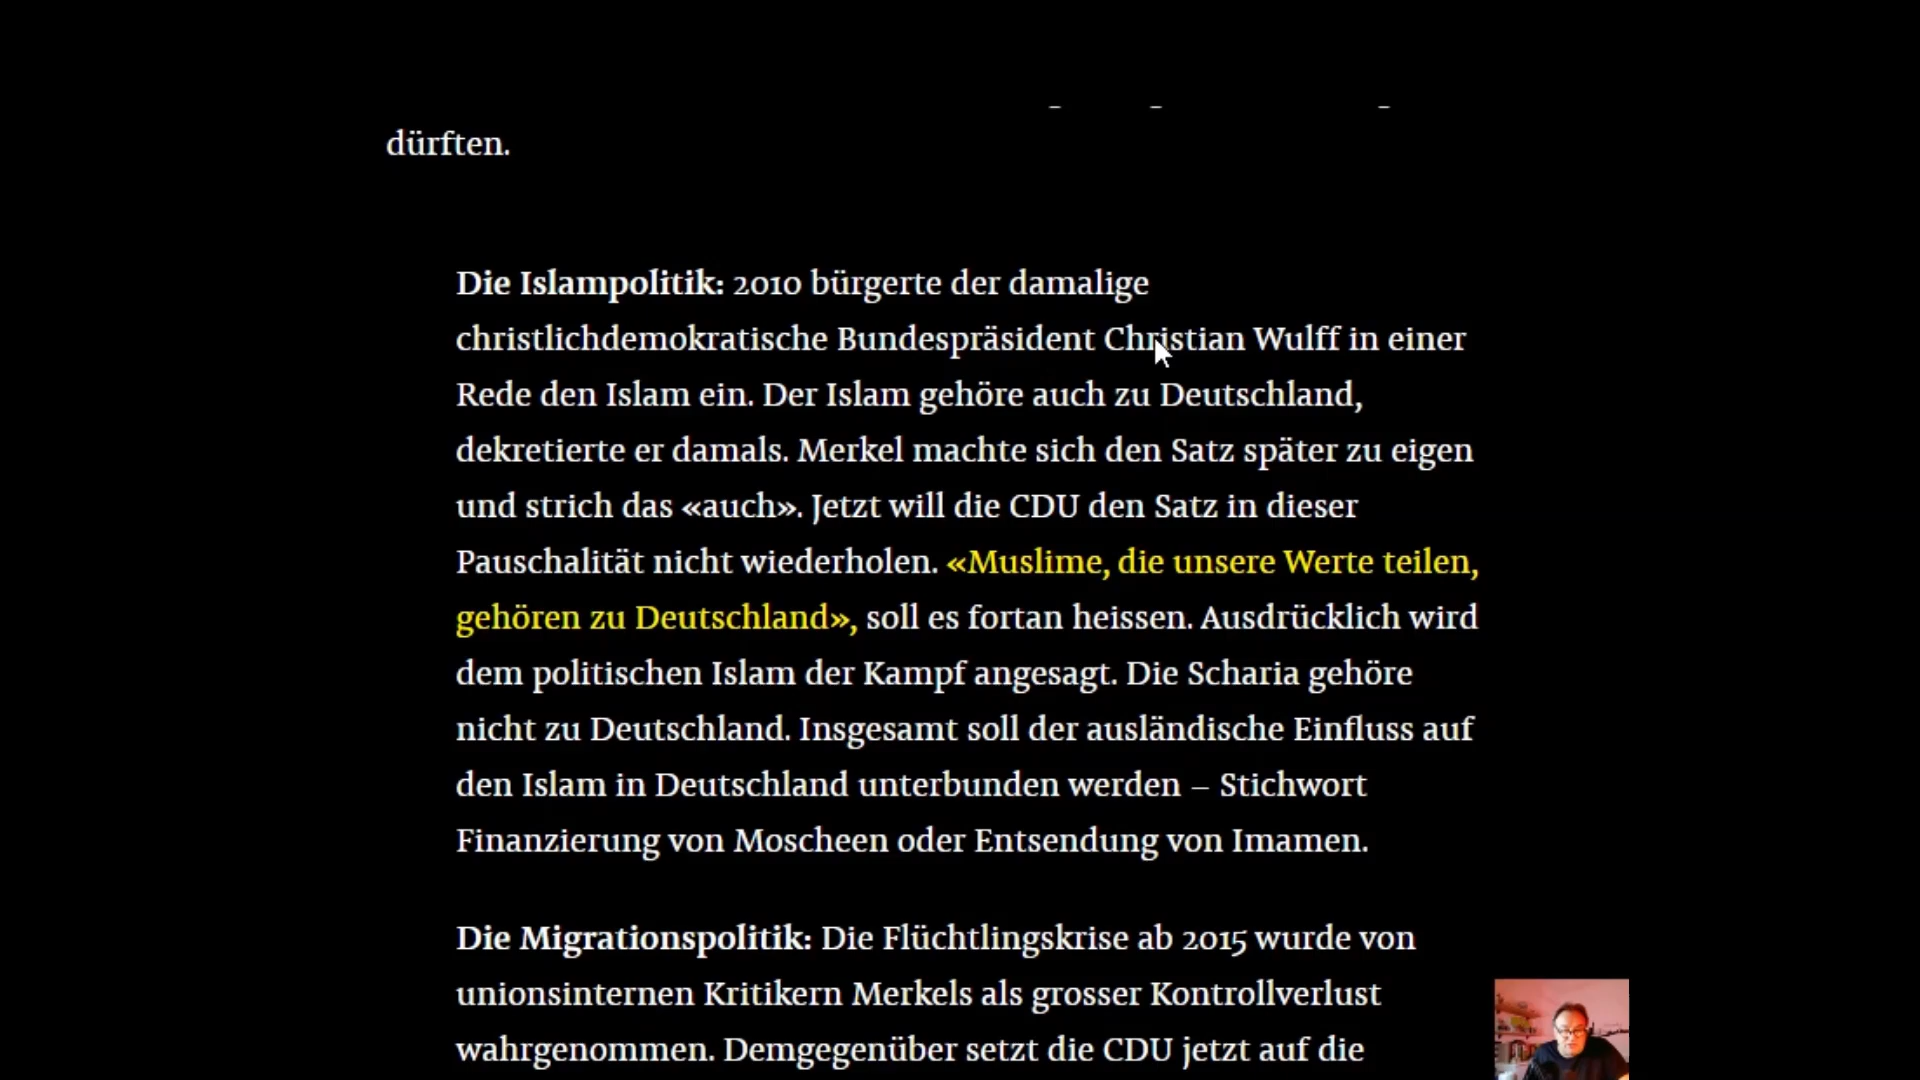 dürften.
Die Islampolitik: 2010 bürgerte der damalige
christlichdemokratische Bundespräsident Christian Wulff in einer
Rede den Islam ein. Der Islam gehöre auch zu Deutschland,
dekretierte er damals. Merkel machte sich den Satz später zu eigen
und strich das «auch». Jetzt will die CDU den Satz in dieser
Pauschalität nicht wiederholen. «Muslime, die unsere Werte teilen,
gehören zu Deutschland», soll es fortan heissen. Ausdrücklich wird
dem politischen Islam der Kampf angesagt. Die Scharia gehöre
nicht zu Deutschland. Insgesamt soll der ausländische Einfluss auf
den Islam in Deutschland unterbunden werden – Stichwort
Finanzierung von Moscheen oder Entsendung von Imamen.
Die Migrationspolitik: Die Flüchtlingskrise ab 2015 wurde von
unionsinternen Kritikern Merkels als grosser Kontrollverlust
wahrgenommen. Demgegenüber setzt die CDU jetzt auf die